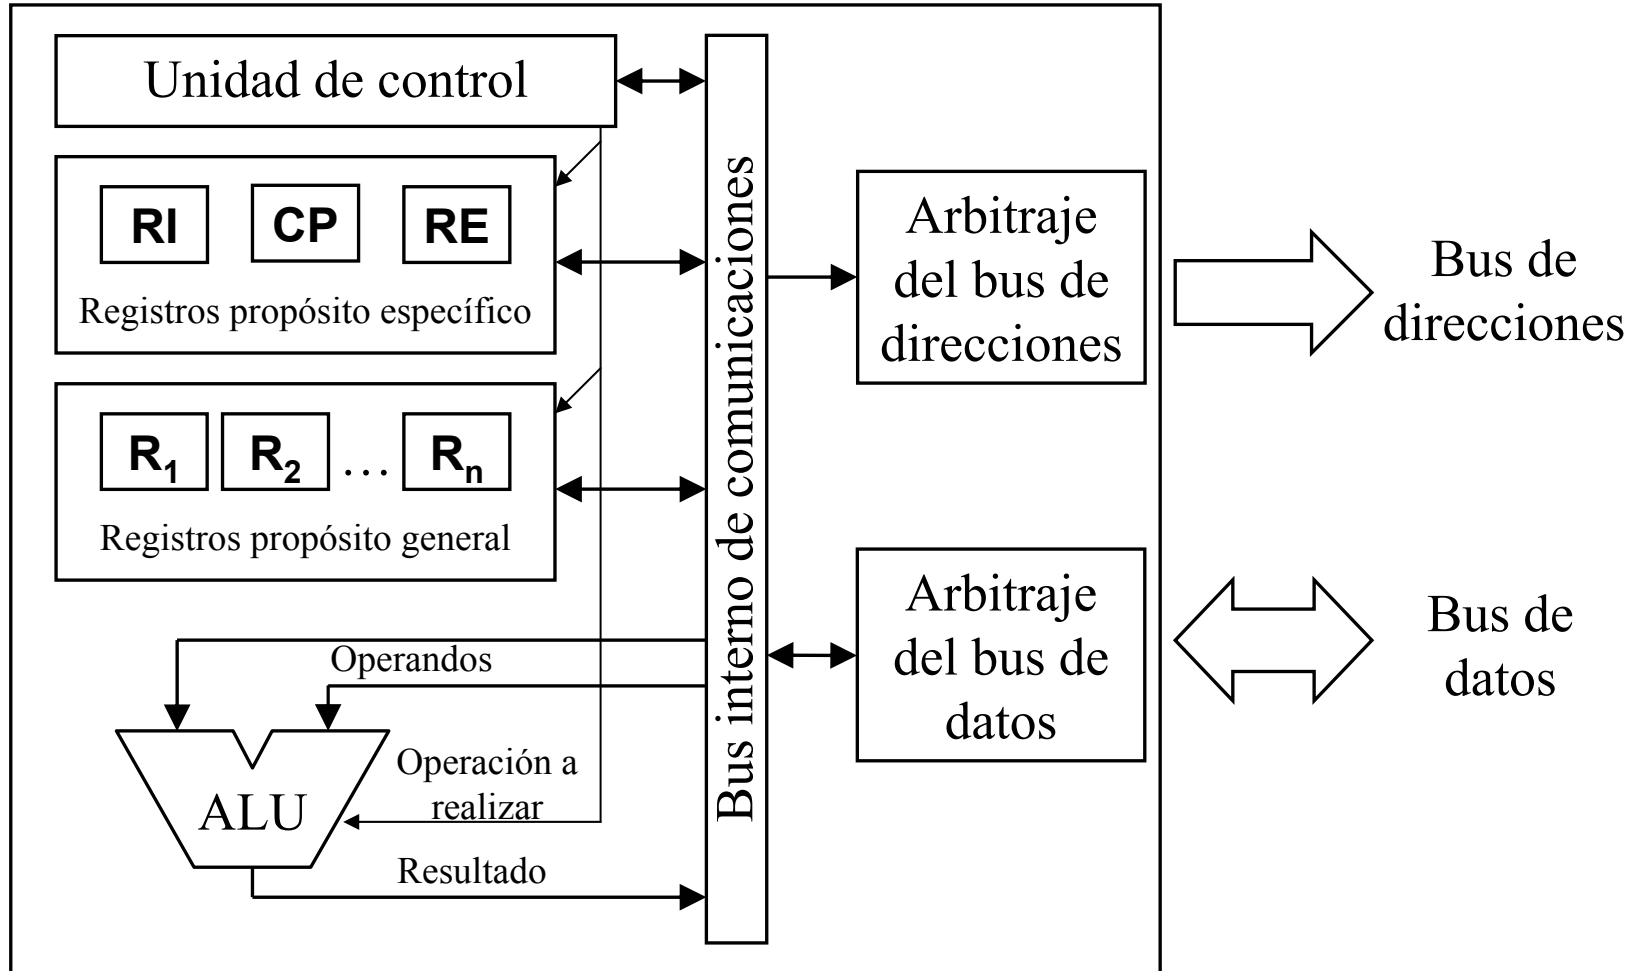 Unidad de control
RI
CP
RE
Registros propósito específico
R1
R2
...
Rn
Registros propósito general
Operandos
Operación a
realizar
ALU
Resultado
Bus interno de comunicaciones
Arbitraje
del bus de
direcciones
Arbitraje
del bus de
datos
Bus de
direcciones
Bus de
datos